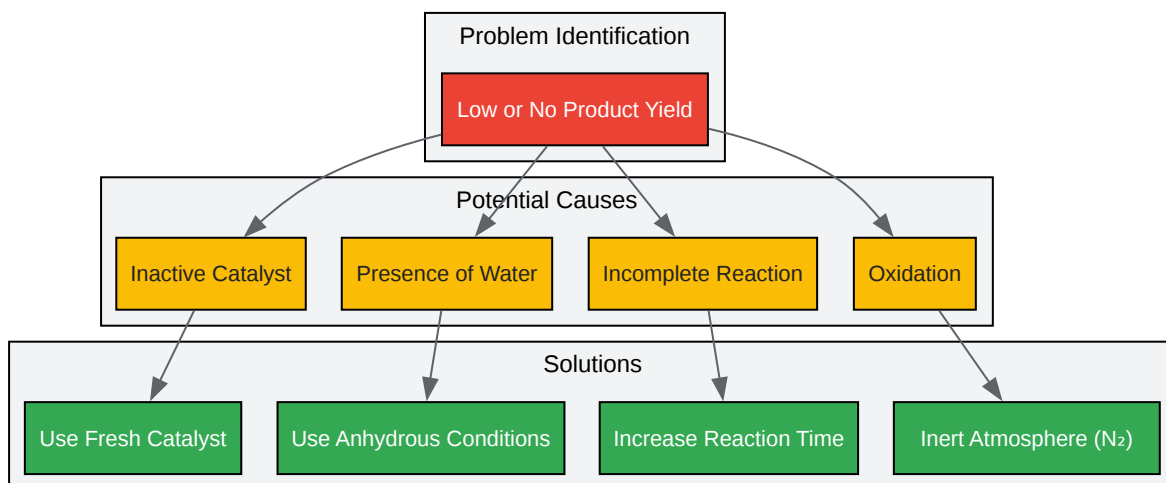 Problem Identification
Low or No Product Yield
Potential Causes
Inactive Catalyst
Presence of Water
Incomplete Reaction
Oxidation
Solutions
Use Fresh Catalyst
Use Anhydrous Conditions
Increase Reaction Time
Inert Atmosphere (N₂)